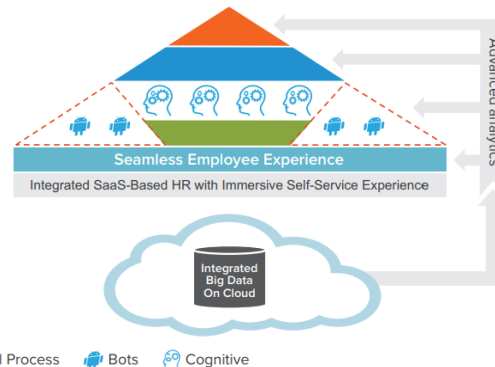 Advanced analytics
Seamless Employee Experience
Integrated SaaS-Based HR with Immersive Self-Service Experience
Integrated
Big Data
On Cloud
Process Bots Cognitive